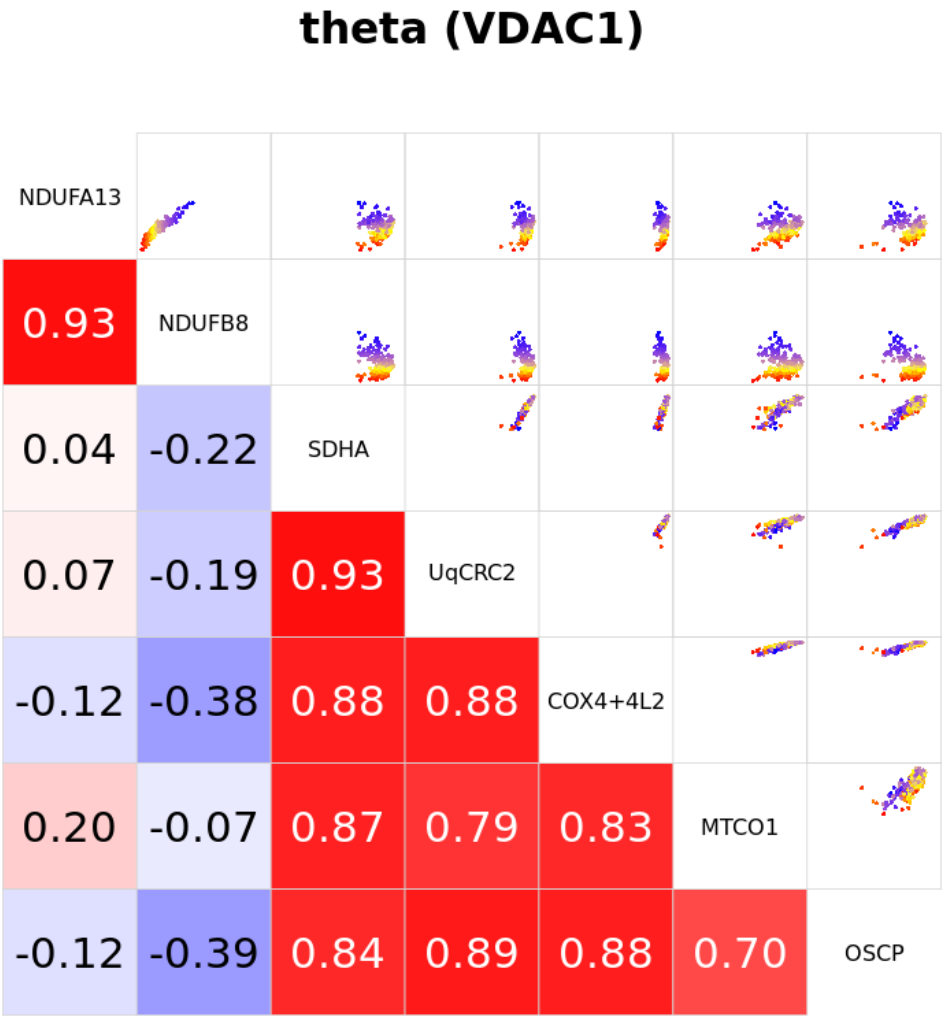 theta (VDAC1)
NDUFA13
0.93 NDUFB8
0.04 -0.22 SDHA
0.07 -0.19 0.93 UqCRC2
-0.12 -0.38 0.88 0.88 COX4+4L2
0.20 -0.07 0.87 0.79 0.83 MTCO1
-0.12 -0.39 0.84 0.89 0.88 0.70 OSCP